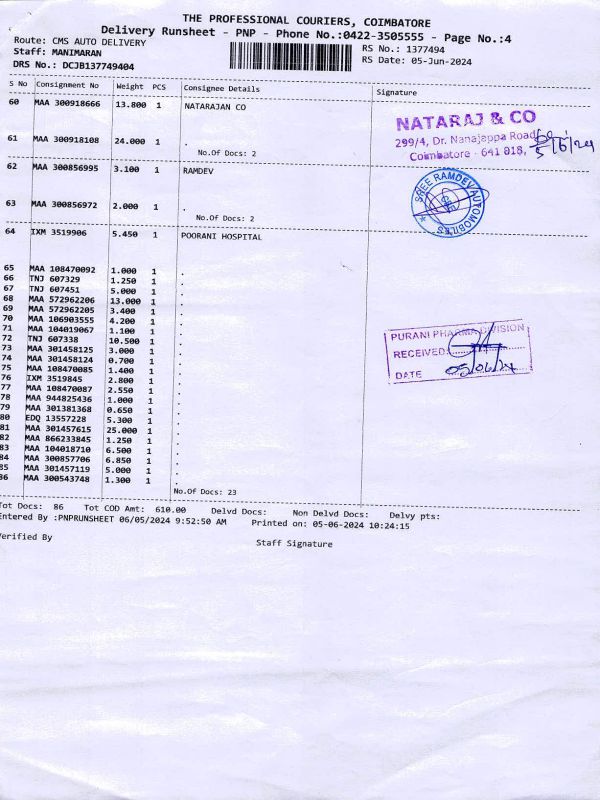 THE PROFESSIONAL COURIERS, COIMBATORE
Delivery Runsheet - PNP - Phone No.:0422-3505555 - Page No.:4
Route: CMS AUTO DELIVERY
RS No.: 1377494
Staff: MANIMARAN
RS Date: 05-Jun-2024
DRS No.: DCJB137749404
S No Consignment No Weight PCS Consignee Details Signature
60 MAA 300918666 13.800 1 NATARAJAN CO
NATARAJ & CO
299/4, Dr. Nanajappa Road
Coimbatore - 641 018,
5/6/24
61 MAA 300918108 24.000 1 .
No.Of Docs: 2
62 MAA 300856995 3.100 1 RAMDEV
SREE RAMDEV AUTOMOBILES
CBE
63 MAA 300856972 2.000 1 .
No.Of Docs: 2
64 IXM 3519906 5.450 1 POORANI HOSPITAL
65 MAA 108470092 1.000 1 .
66 TNJ 607329 1.250 1 .
67 TNJ 607451 5.000 1 .
68 MAA 572962206 13.000 1 .
69 MAA 572962205 3.400 1 .
70 MAA 106903555 4.200 1 .
71 MAA 104019067 1.100 1 .
72 TNJ 607338 10.500 1 .
73 MAA 301458125 3.000 1 .
74 MAA 301458124 0.700 1 .
75 MAA 108470085 1.400 1 .
76 IXM 3519845 2.800 1 .
77 MAA 108470087 2.550 1 .
78 MAA 944825436 1.000 1 .
79 MAA 301381368 0.650 1 .
80 EDQ 13557228 5.300 1 .
81 MAA 301457615 25.000 1 .
82 MAA 866233845 1.250 1 .
83 MAA 104018710 6.500 1 .
84 MAA 300857706 6.850 1 .
85 MAA 301457119 5.000 1 .
86 MAA 300543748 1.300 1 .
No.Of Docs: 23
PURANI PHARMA DIVISION
RECEIVED
DATE 05/06/24
Tot Docs: 86 Tot COD Amt: 610.00 Delvd Docs: Non Delvd Docs: Delvy pts:
Entered By :PNPRUNSHEET 06/05/2024 9:52:50 AM Printed on: 05-06-2024 10:24:15
Verified By
Staff Signature